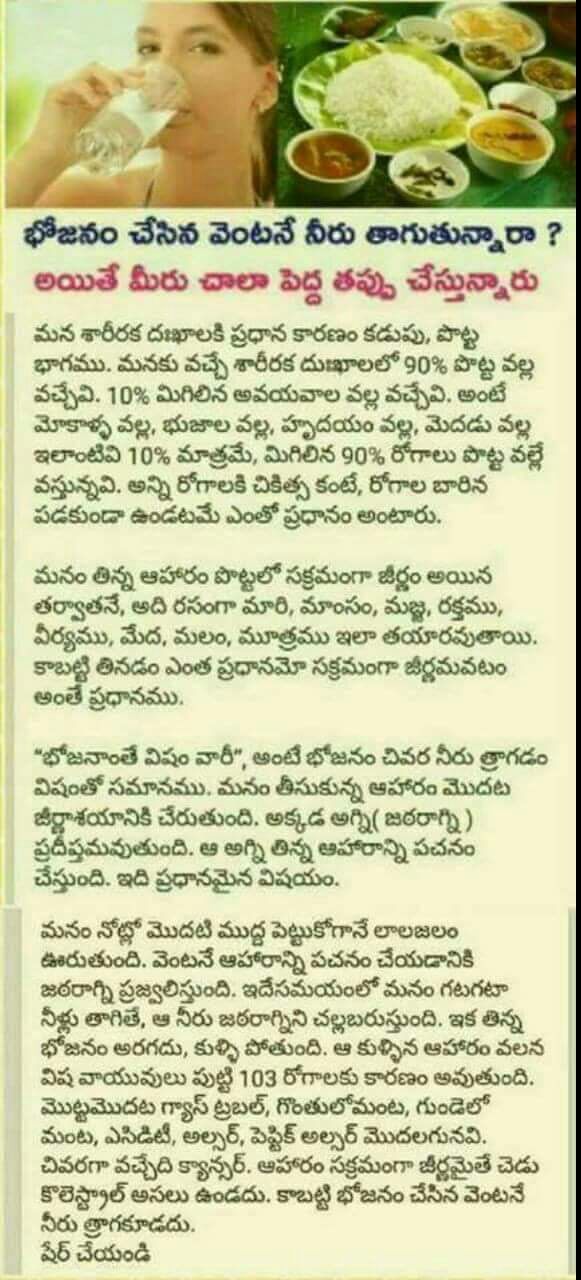 భోజనం చేసిన వెంటనే నీరు తాగుతున్నారా ?
అయితే మీరు చాలా పెద్ద తప్పు చేస్తున్నారు
మన శారీరక దుఃఖాలకి ప్రధాన కారణం కడుపు, పొట్ట
భాగము. మనకు వచ్చే శారీరక దుఃఖాలలో 90% పొట్ట వల్ల
వచ్చేవి. 10% మిగిలిన అవయవాల వల్ల వచ్చేవి. అంటే
మోకాళ్ళ వల్ల, భుజాల వల్ల, హృదయం వల్ల, మెదడు వల్ల
ఇలాంటివి 10% మాత్రమే, మిగిలిన 90% రోగాలు పొట్ట వల్లే
వస్తున్నవి. అన్ని రోగాలకి చికిత్స కంటే, రోగాల బారిన
పడకుండా ఉండటమే ఎంతో ప్రధానం అంటారు.
మనం తిన్న ఆహారం పొట్టలో సక్రమంగా జీర్ణం అయిన
తర్వాతనే, అది రసంగా మారి, మాంసం, మజ్జ, రక్తము,
వీర్యము, మేద, మలం, మూత్రము ఇలా తయారవుతాయి.
కాబట్టి తినడం ఎంత ప్రధానమో సక్రమంగా జీర్ణమవటం
అంతే ప్రధానము.
“భోజనాంతే విషం వారీ”, అంటే భోజనం చివర నీరు త్రాగడం
విషంతో సమానము. మనం తీసుకున్న ఆహారం మొదట
జీర్ణాశయానికి చేరుతుంది. అక్కడ అగ్ని( జఠరాగ్ని )
ప్రదీప్తమవుతుంది. ఆ అగ్ని తిన్న ఆహారాన్ని పచనం
చేస్తుంది. ఇది ప్రధానమైన విషయం.
మనం నోట్లో మొదటి ముద్ద పెట్టుకోగానే లాలజలం
ఊరుతుంది. వెంటనే ఆహారాన్ని పచనం చేయడానికి
జఠరాగ్ని ప్రజ్వలిస్తుంది. ఇదేసమయంలో మనం గటగటా
నీళ్లు తాగితే, ఆ నీరు జఠరాగ్నిని చల్లబరుస్తుంది. ఇక తిన్న
భోజనం అరగదు, కుళ్ళి పోతుంది. ఆ కుళ్ళిన ఆహారం వలన
విష వాయువులు పుట్టి 103 రోగాలకు కారణం అవుతుంది.
మొట్టమొదట గ్యాస్ ట్రబల్, గొంతులోమంట, గుండెలో
మంట, ఎసిడిటీ, అల్సర్, పెప్టిక్ అల్సర్ మొదలగునవి.
చివరగా వచ్చేది క్యాన్సర్. ఆహారం సక్రమంగా జీర్ణమైతే చెడు
కొలెస్ట్రాల్ అసలు ఉండదు. కాబట్టి భోజనం చేసిన వెంటనే
నీరు త్రాగకూడదు.
షేర్ చేయండి